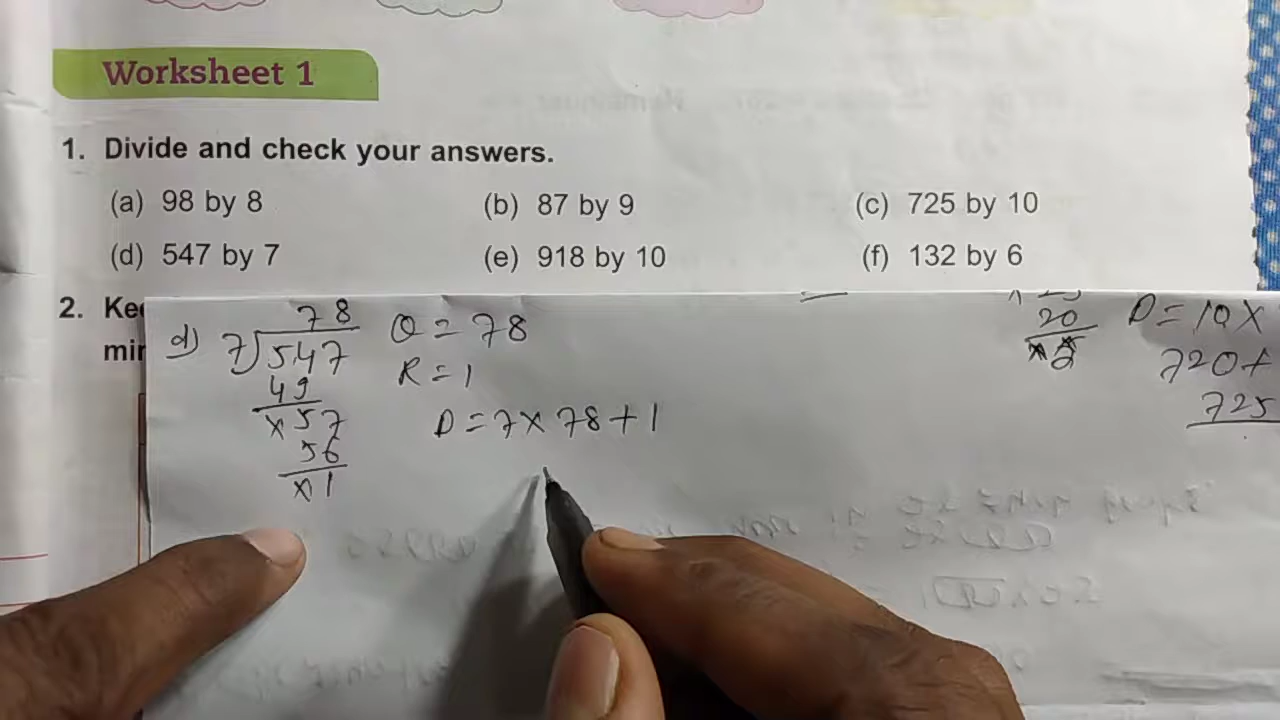 Worksheet 1
1. Divide and check your answers.
(a) 98 by 8 (b) 87 by 9 (c) 725 by 10
(d) 547 by 7 (e) 918 by 10 (f) 132 by 6
2.
d) 78
7)547
49
x57
56
x1
Q = 78
R = 1
D = 7 × 78 + 1
20
D = 10 ×
720 +
725